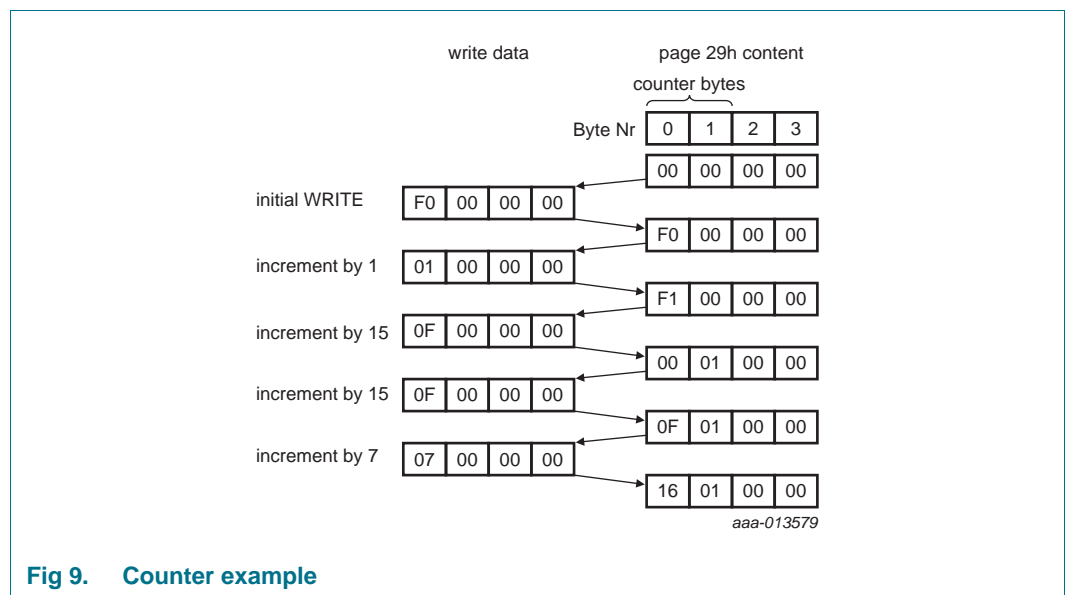 write data page 29h content
counter bytes
Byte Nr 0 1 2 3
00 00 00 00
initial WRITE F0 00 00 00
F0 00 00 00
increment by 1 01 00 00 00
F1 00 00 00
increment by 15 0F 00 00 00
00 01 00 00
increment by 15 0F 00 00 00
0F 01 00 00
increment by 7 07 00 00 00
16 01 00 00
aaa-013579
Fig 9. Counter example